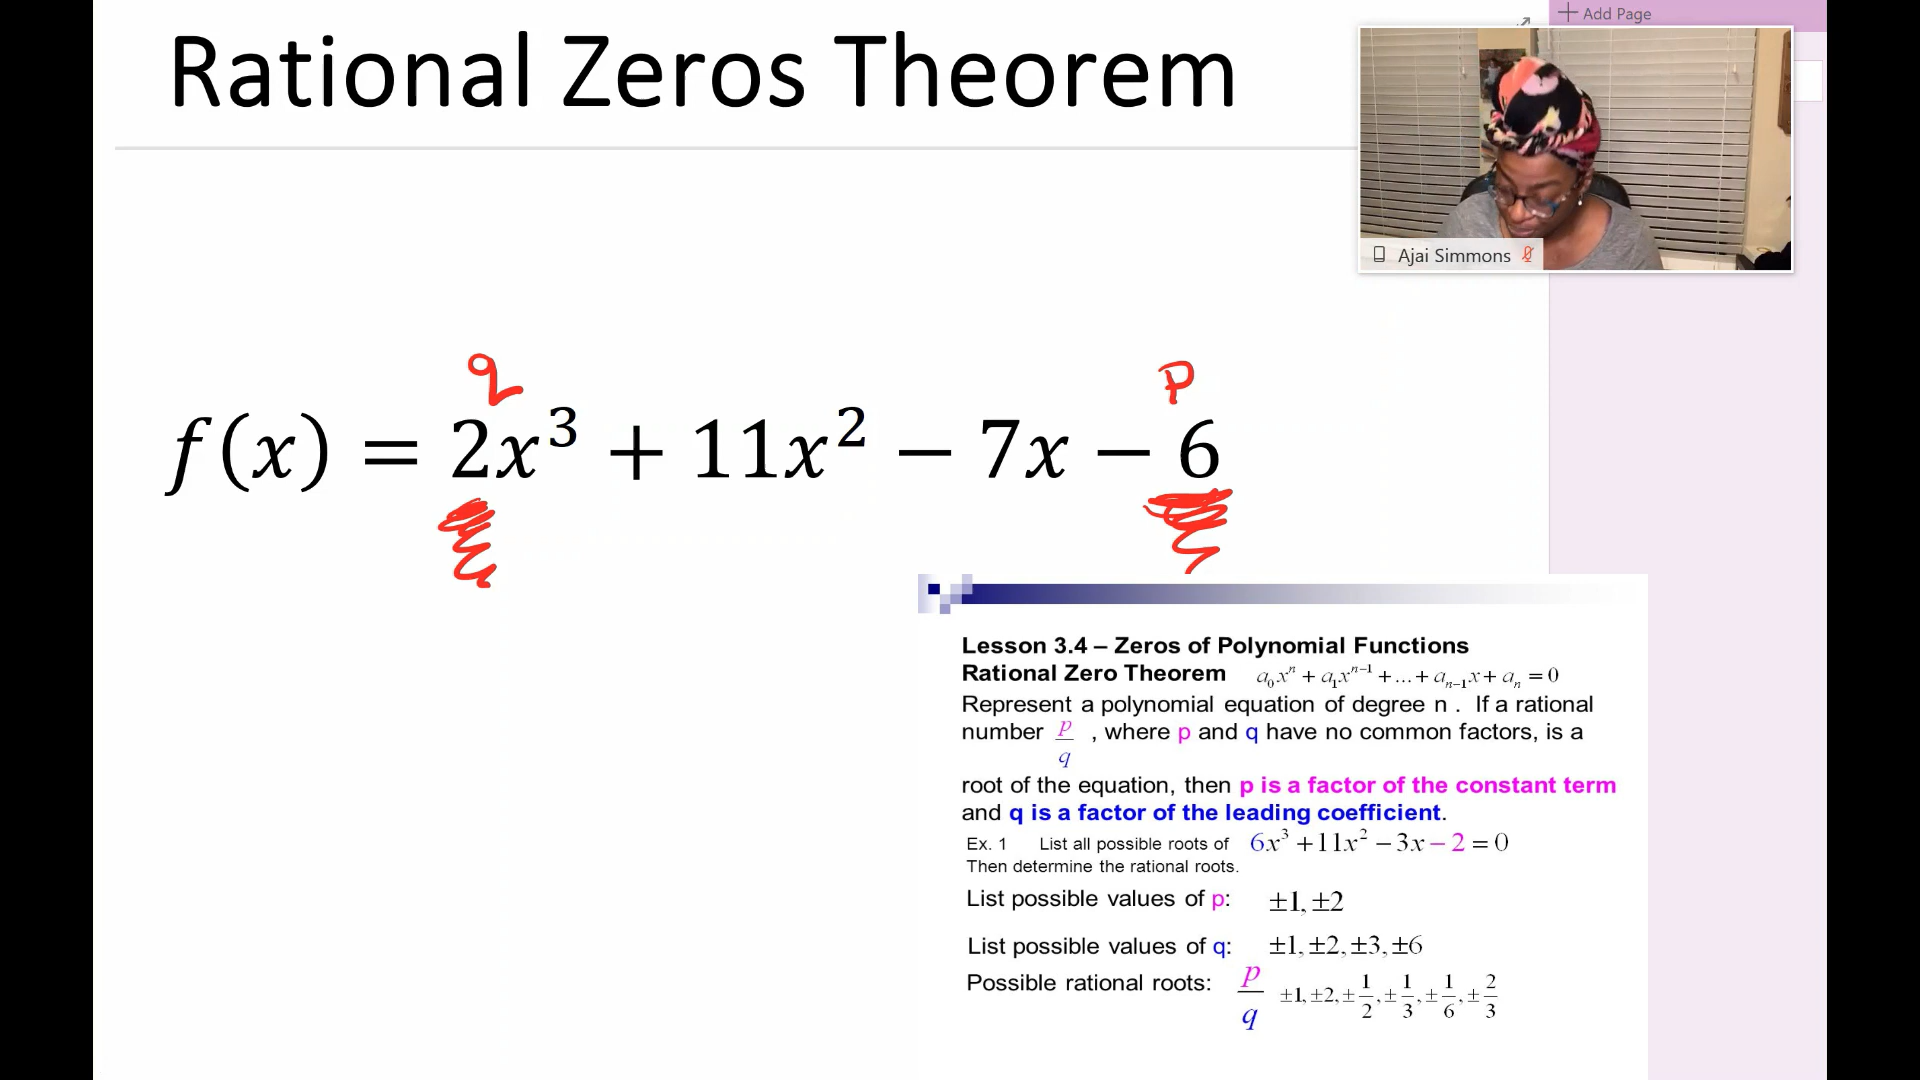 Add Page
Rational Zeros Theorem
Ajai Simmons
q p
f(x) = 2x³ + 11x² − 7x − 6
Lesson 3.4 – Zeros of Polynomial Functions
Rational Zero Theorem a₀xⁿ + a₁xⁿ⁻¹ + ... + aₙ₋₁x + aₙ = 0
Represent a polynomial equation of degree n . If a rational
number p/q , where p and q have no common factors, is a
root of the equation, then p is a factor of the constant term
and q is a factor of the leading coefficient.
Ex. 1 List all possible roots of 6x³ + 11x² − 3x − 2 = 0
Then determine the rational roots.
List possible values of p: ±1, ±2
List possible values of q: ±1, ±2, ±3, ±6
Possible rational roots: p/q ±1, ±2, ±1/2, ±1/3, ±1/6, ±2/3